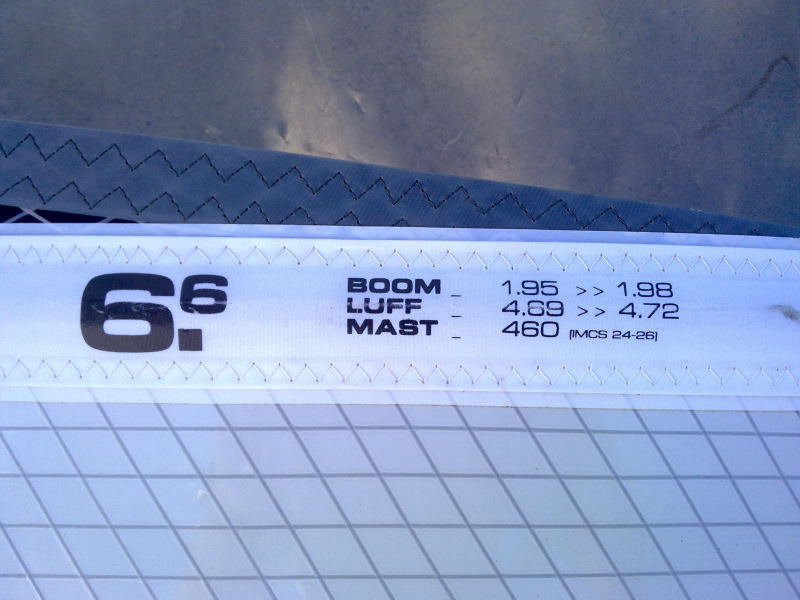 6.6
BOOM _ 1.95 >> 1.98
LUFF _ 4.69 >> 4.72
MAST _ 460 (IMCS 24-26)